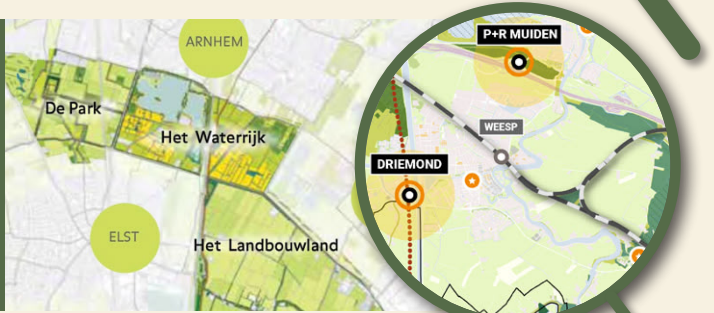 ARNHEM
De Park
Het Waterrijk
ELST
Het Landbouwland
P+R MUIDEN
WEESP
DRIEMOND